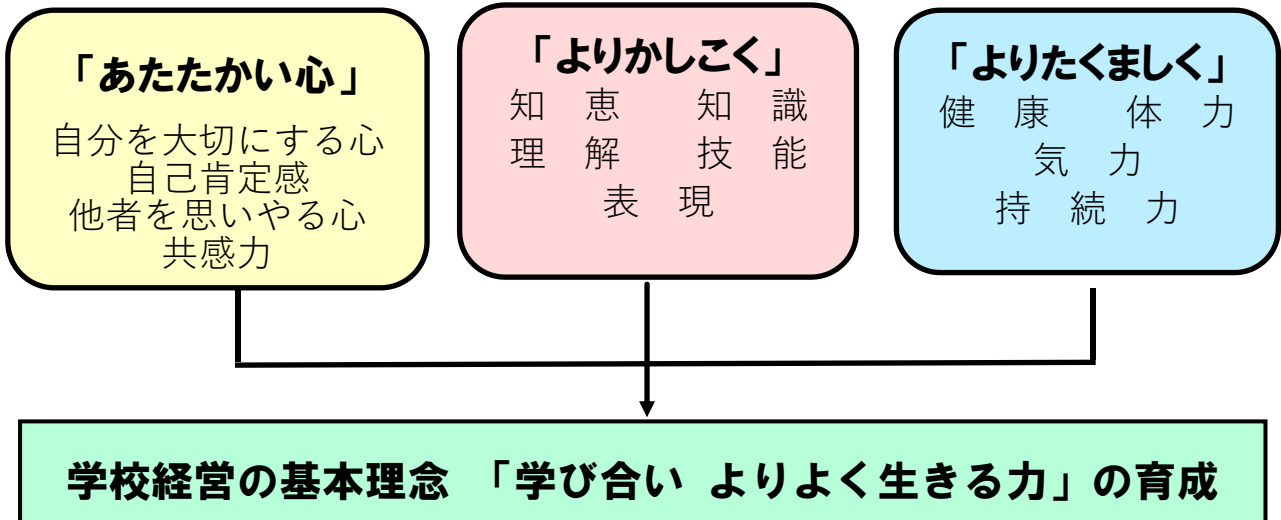 「あたたかい心」
自分を大切にする心
自己肯定感
他者を思いやる心
共感力
「よりかしこく」
知　恵　　知　識
理　解　　技　能
表　現
「よりたくましく」
健　康　　体　力
気　力
持　続　力
学校経営の基本理念　「学び合い　よりよく生きる力」の育成